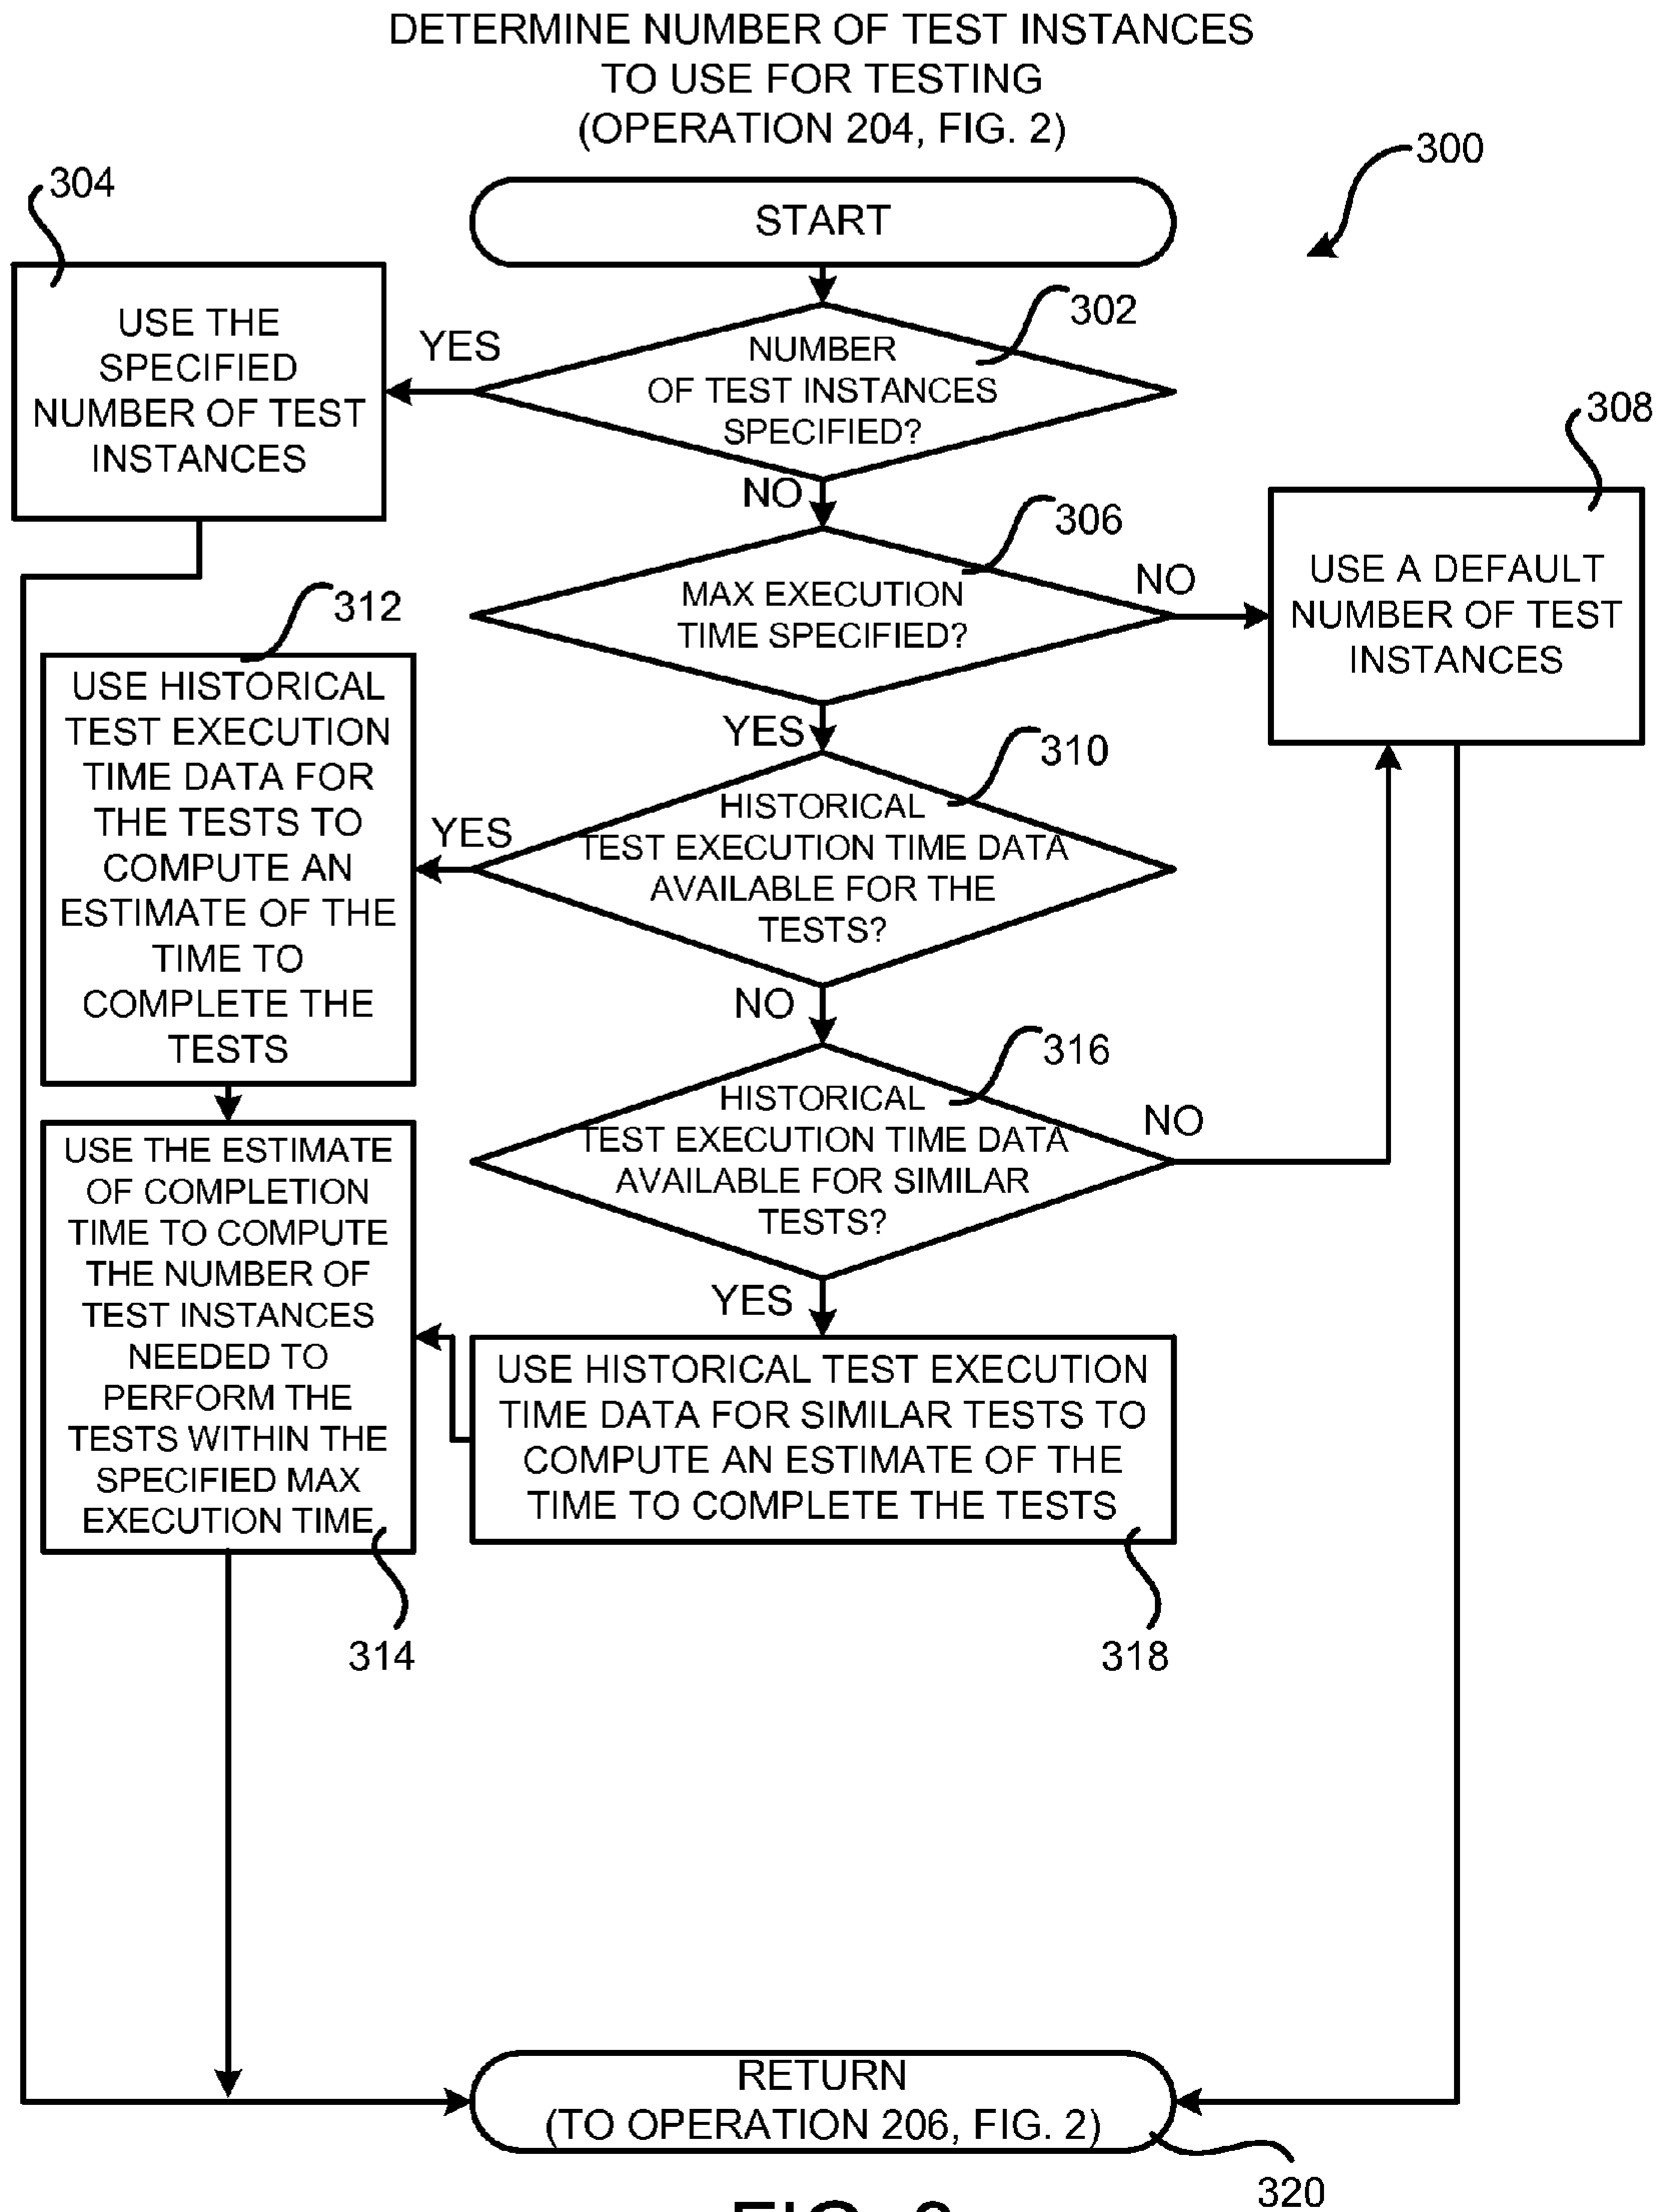 DETERMINE NUMBER OF TEST INSTANCES
TO USE FOR TESTING
(OPERATION 204, FIG. 2)
300
304
START
302
USE THE
SPECIFIED
NUMBER OF TEST
INSTANCES
YES
NUMBER
OF TEST INSTANCES
SPECIFIED?
308
NO
306
MAX EXECUTION
TIME SPECIFIED?
NO
USE A DEFAULT
NUMBER OF TEST
INSTANCES
312
USE HISTORICAL
TEST EXECUTION
TIME DATA FOR
THE TESTS TO
COMPUTE AN
ESTIMATE OF THE
TIME TO
COMPLETE THE
TESTS
YES
310
YES
HISTORICAL
TEST EXECUTION TIME DATA
AVAILABLE FOR THE
TESTS?
NO
316
HISTORICAL
TEST EXECUTION TIME DATA
AVAILABLE FOR SIMILAR
TESTS?
NO
USE THE ESTIMATE
OF COMPLETION
TIME TO COMPUTE
THE NUMBER OF
TEST INSTANCES
NEEDED TO
PERFORM THE
TESTS WITHIN THE
SPECIFIED MAX
EXECUTION TIME
YES
USE HISTORICAL TEST EXECUTION
TIME DATA FOR SIMILAR TESTS TO
COMPUTE AN ESTIMATE OF THE
TIME TO COMPLETE THE TESTS
314
318
RETURN
(TO OPERATION 206, FIG. 2)
320
FIG.